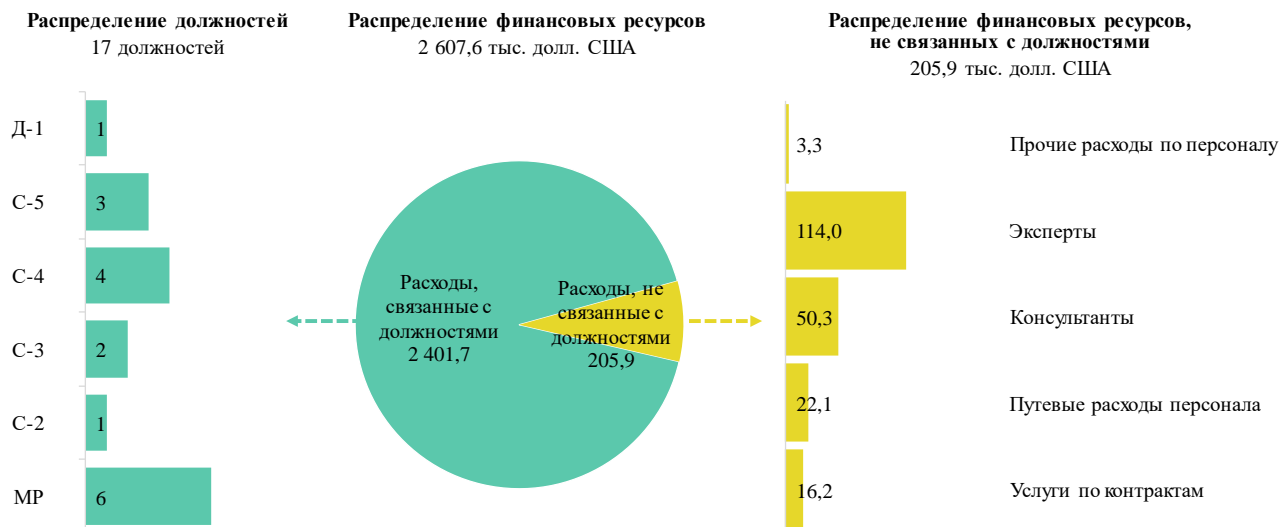 Распределение должностей
17 должностей
Д-1
1
С-5
3
С-4
4
С-3
2
С-2
1
МР
6
Распределение финансовых ресурсов
2 607,6 тыс. долл. США
Расходы,
связанные с
должностями
2 401,7
Расходы, не
связанные с
должностями
205,9
Распределение финансовых ресурсов,
не связанных с должностями
205,9 тыс. долл. США
3,3
Прочие расходы по персоналу
114,0
Эксперты
50,3
Консультанты
22,1
Путевые расходы персонала
16,2
Услуги по контрактам